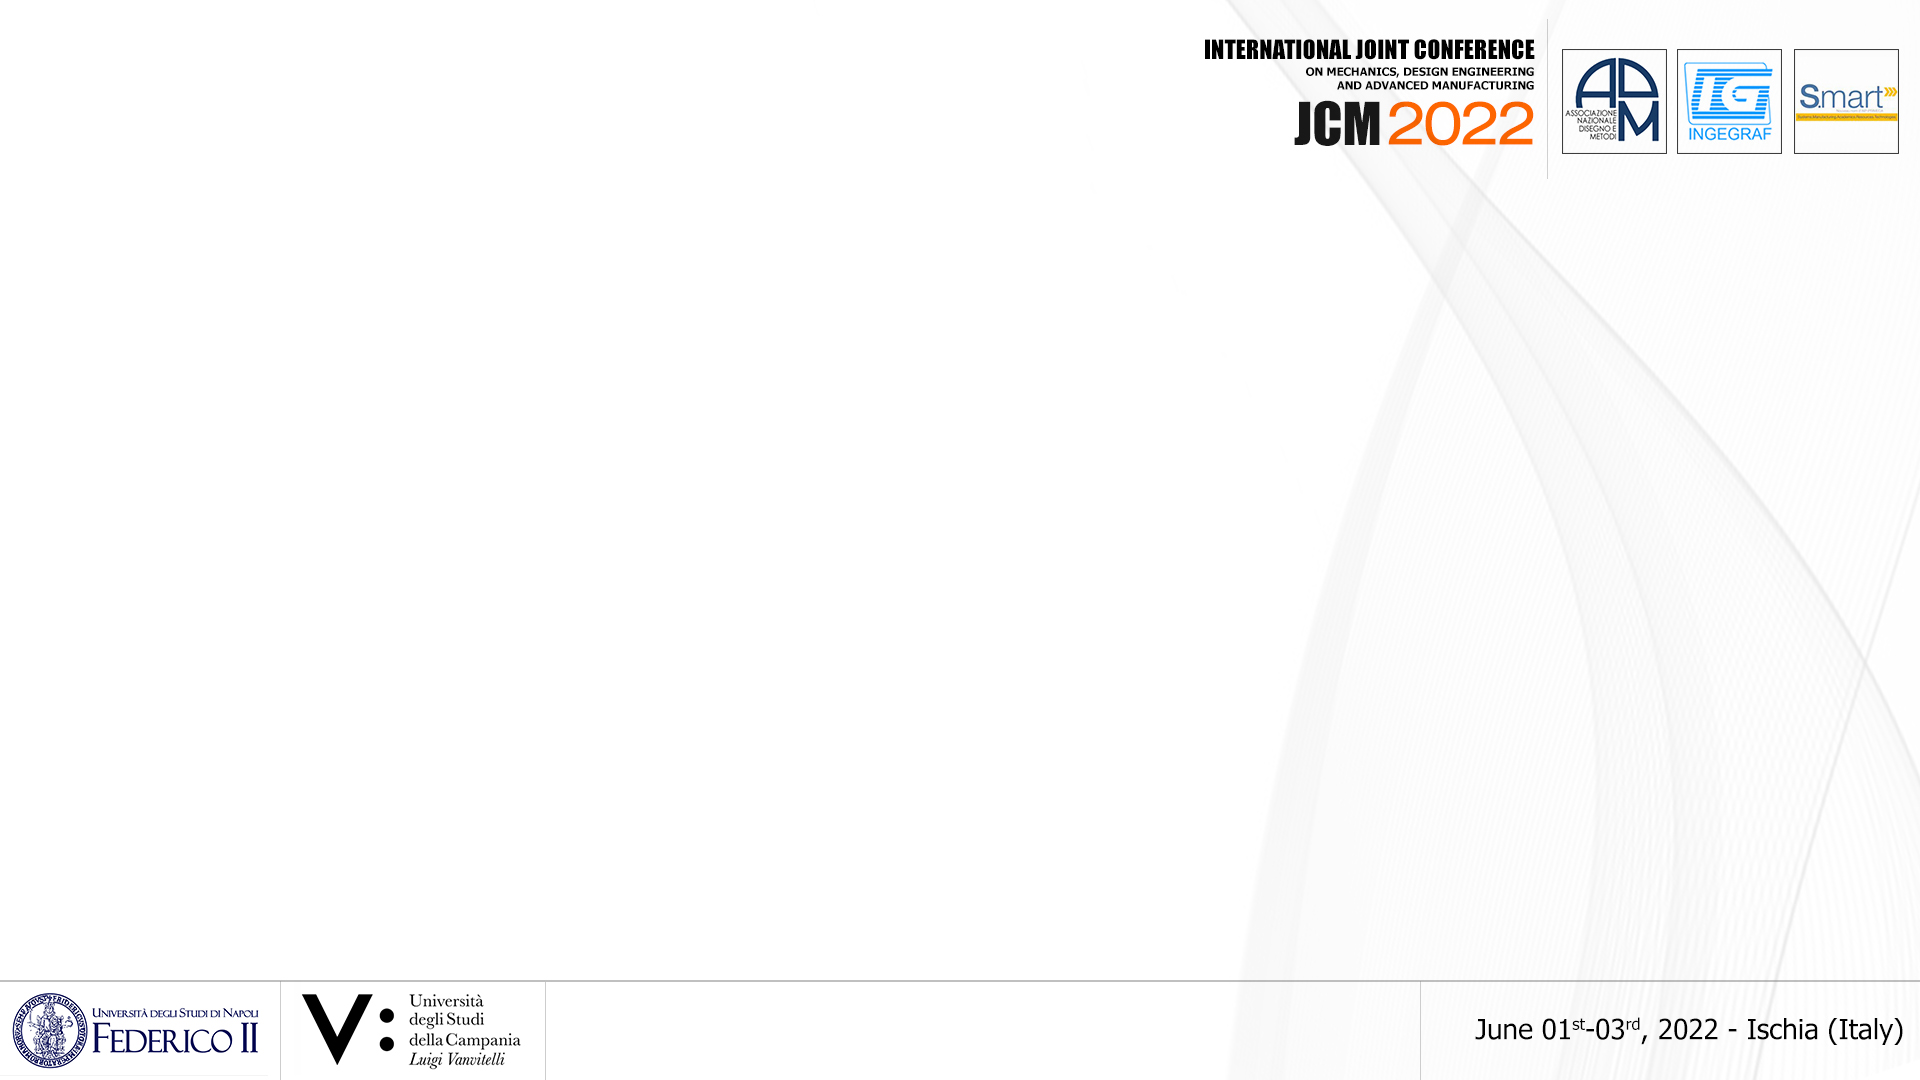 INTERNATIONAL JOINT CONFERENCE
ON MECHANICS, DESIGN ENGINEERING
AND ADVANCED MANUFACTURING
JCM 2022
ADM
ASSOCIAZIONE
NAZIONALE
DISEGNO E
METODI
IG
INGEGRAF
S.mart
UNIVERSITÀ DEGLI STUDI DI NAPOLI
FEDERICO II
V:
Università
degli Studi
della Campania
Luigi Vanvitelli
June 01st-03rd, 2022 - Ischia (Italy)